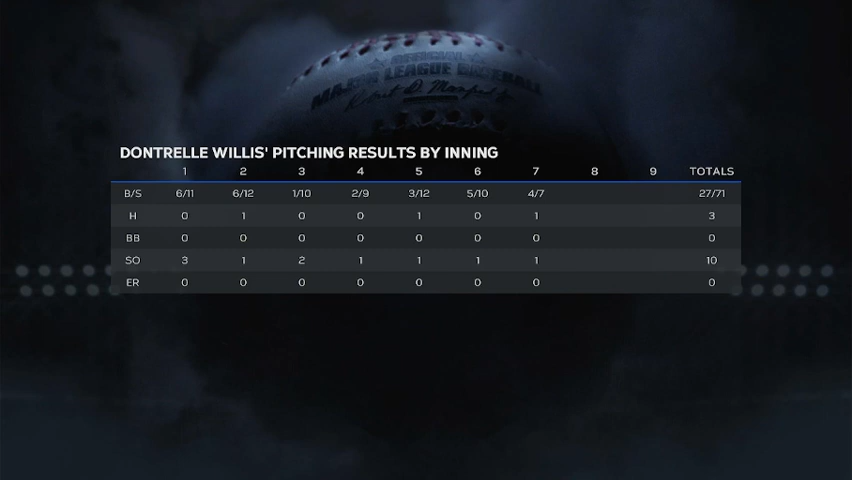 OFFICIAL
MAJOR LEAGUE BASEBALL
DONTRELLE WILLIS' PITCHING RESULTS BY INNING
1 2 3 4 5 6 7 8 9 TOTALS
B/S 6/11 6/12 1/10 2/9 3/12 5/10 4/7 27/71
H 0 1 0 0 1 0 1 3
BB 0 0 0 0 0 0 0 0
SO 3 1 2 1 1 1 1 10
ER 0 0 0 0 0 0 0 0